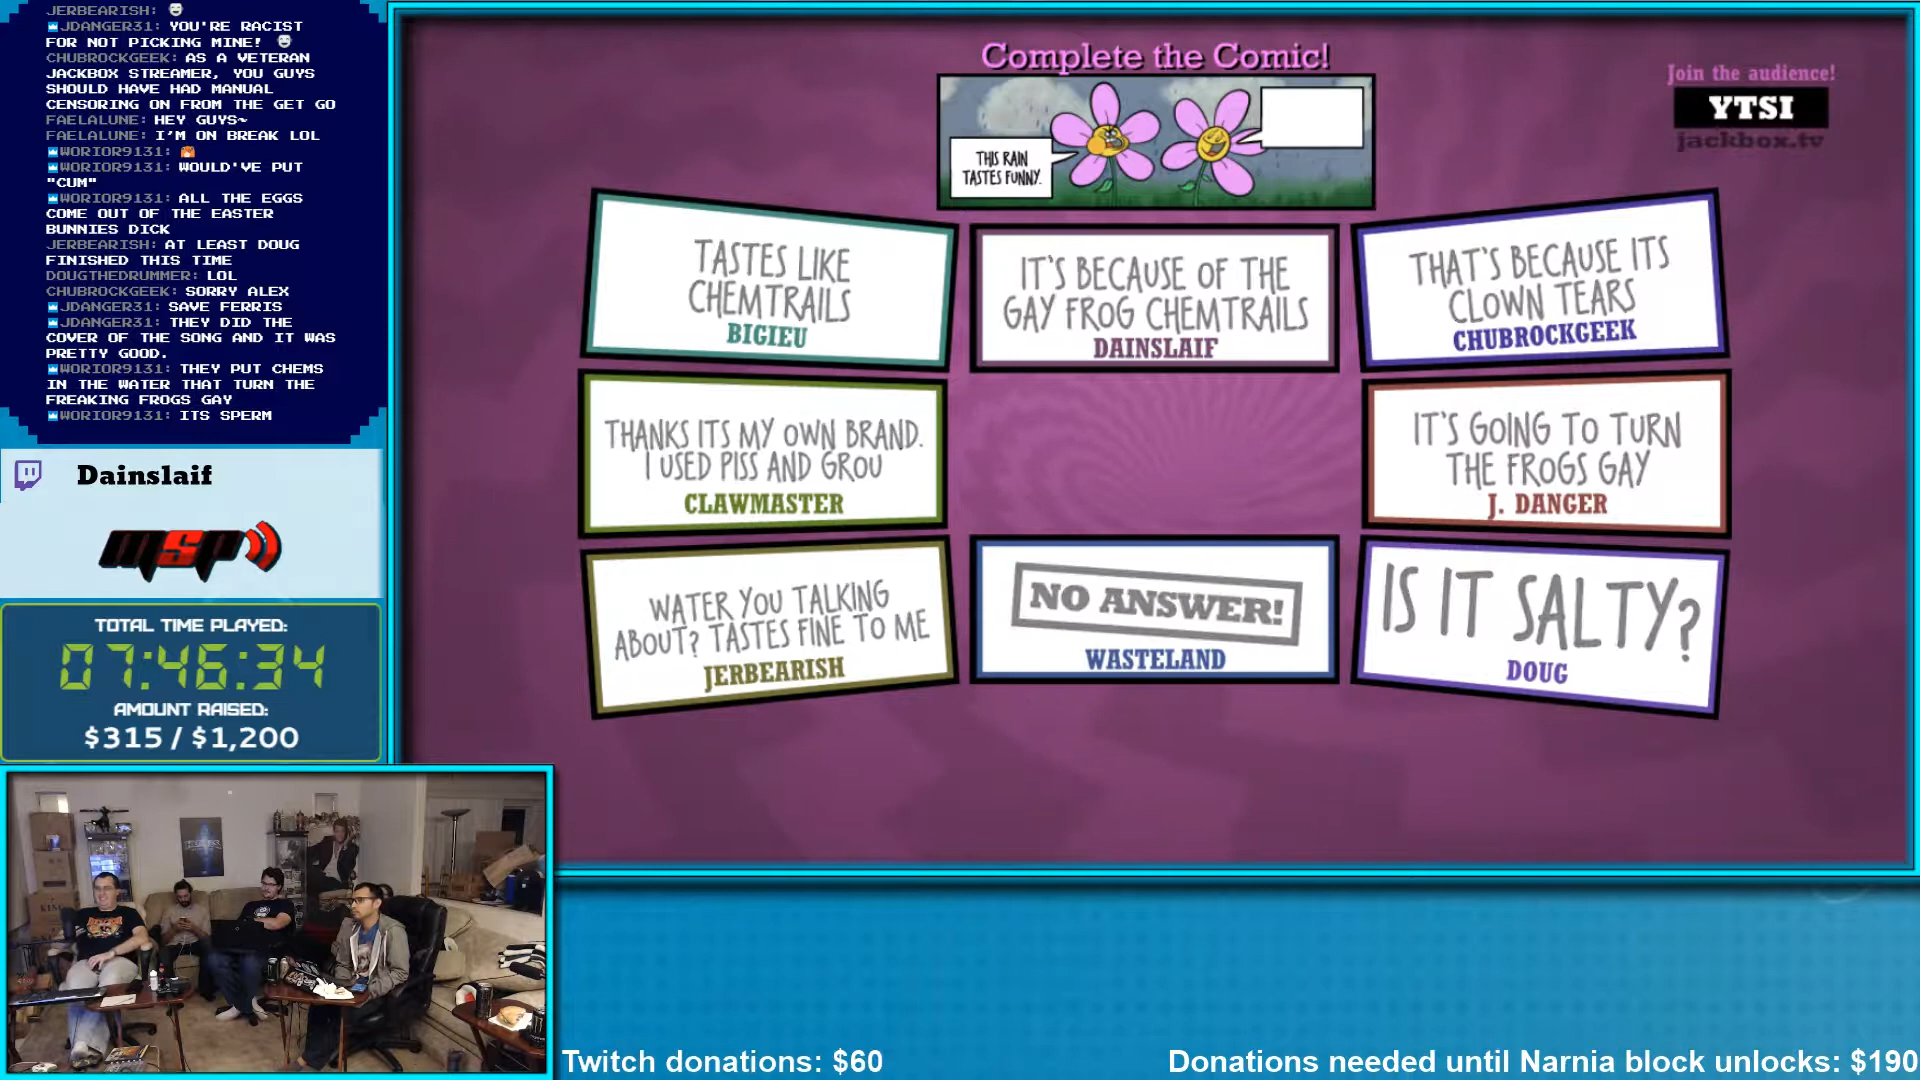 JERBEARISH:
JDANGER31: YOU'RE RACIST
FOR NOT PICKING MINE!
CHUBROCKGEEK: AS A VETERAN
JACKBOX STREAMER, YOU GUYS
SHOULD HAVE HAD MANUAL
CENSORING ON FROM THE GET GO
FAELALUNE: HEY GUYS~
FAELALUNE: I'M ON BREAK LOL
WORIOR9131:
WORIOR9131: WOULD'VE PUT
"CUM"
WORIOR9131: ALL THE EGGS
COME OUT OF THE EASTER
BUNNIES DICK
JERBEARISH: AT LEAST DOUG
FINISHED THIS TIME
DOUGTHEDRUMMER: LOL
CHUBROCKGEEK: SORRY ALEX
JDANGER31: SAVE FERRIS
JDANGER31: THEY DID THE
COVER OF THE SONG AND IT WAS
PRETTY GOOD.
WORIOR9131: THEY PUT CHEMS
IN THE WATER THAT TURN THE
FREAKING FROGS GAY
WORIOR9131: ITS SPERM
Dainslaif
MSP
TOTAL TIME PLAYED:
07:46:34
AMOUNT RAISED:
$315 / $1,200
Complete the Comic!
THIS RAIN
TASTES FUNNY.
Join the audience!
YTSI
jackbox.tv
TASTES LIKE
CHEMTRAILS
BIGIEU
IT'S BECAUSE OF THE
GAY FROG CHEMTRAILS
DAINSLAIF
THAT'S BECAUSE ITS
CLOWN TEARS
CHUBROCKGEEK
THANKS ITS MY OWN BRAND.
I USED PISS AND GROU
CLAWMASTER
IT'S GOING TO TURN
THE FROGS GAY
J. DANGER
WATER YOU TALKING
ABOUT? TASTES FINE TO ME
JERBEARISH
NO ANSWER!
WASTELAND
IS IT SALTY?
DOUG
Twitch donations: $60
Donations needed until Narnia block unlocks: $190